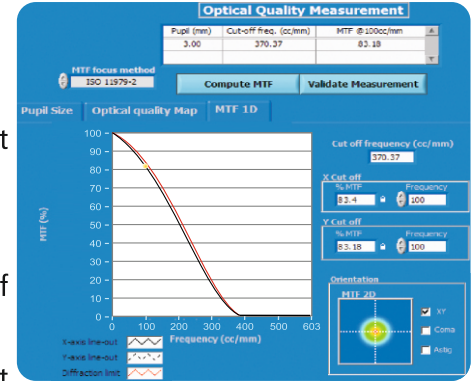 Optical Quality Measurement
Pupil (mm) Cut-off freq. (cc/mm) MTF @100cc/mm
3.00 370.37 83.18
MTF focus method
ISO 11979-2
Compute MTF Validate Measurement
Pupil Size Optical quality Map MTF 1D
t
Cut off frequency (cc/mm)
370.37
X Cut off
% MTF Frequency
83.4 100
Y Cut off
% MTF Frequency
83.18 100
MTF (%)
100
90
80
70
60
50
40
30
20
10
0
0 100 200 300 400 500 603
Frequency (cc/mm)
X-axis line-out
Y-axis line-out
Diffraction limit
f
Orientation
MTF 2D
XY
Coma
Astig
t